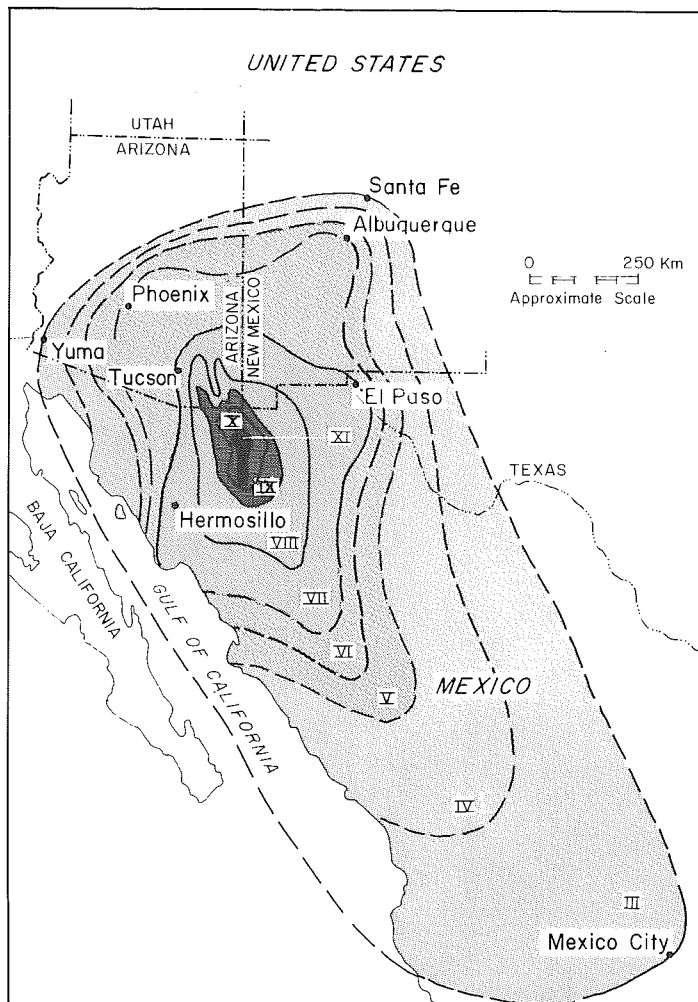 UNITED STATES
UTAH
ARIZONA
Santa Fe
Albuquerque
0 250 Km
Approximate Scale
Phoenix
ARIZONA
NEW MEXICO
Yuma
Tucson
El Paso
X
XI
TEXAS
IX
Hermosillo
VIII
BAJA CALIFORNIA
GULF OF CALIFORNIA
VII
VI
V
MEXICO
IV
III
Mexico City